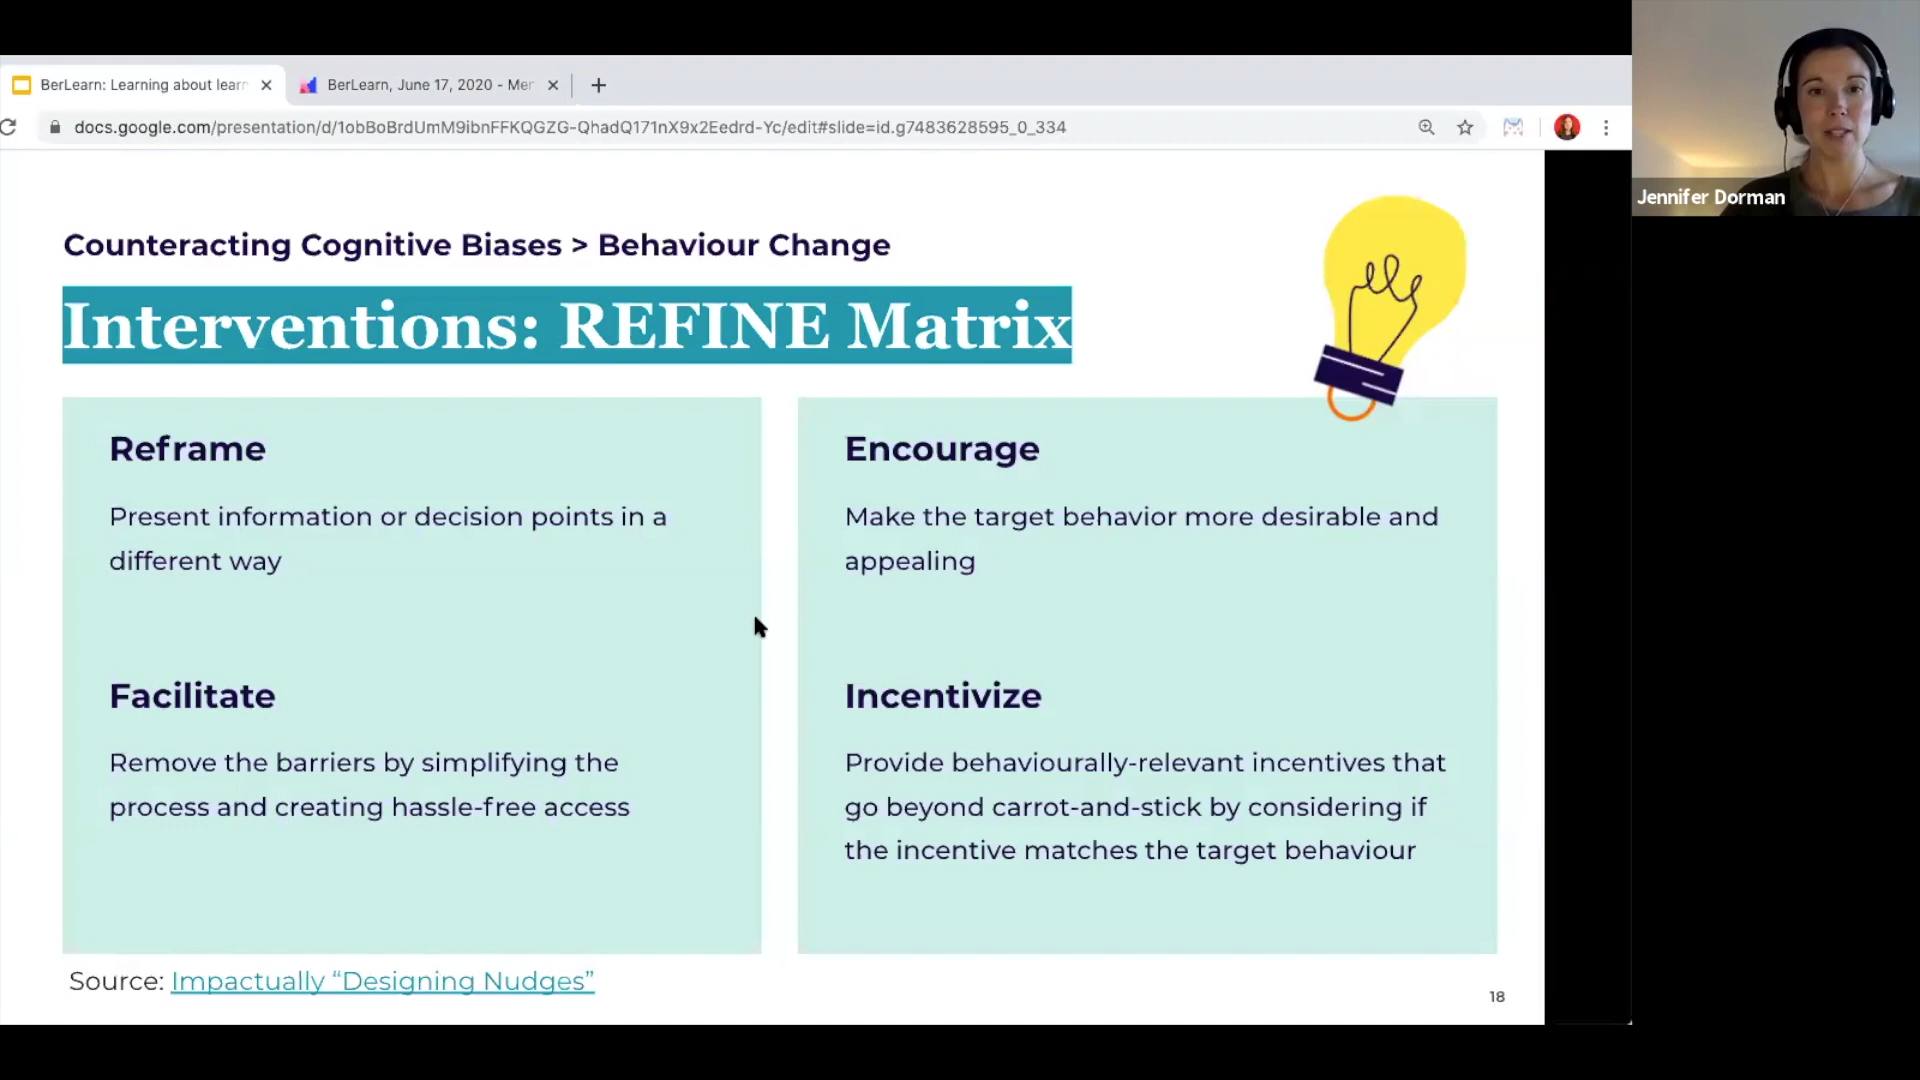 BerLearn: Learning about learn
BerLearn, June 17, 2020 - Mer
docs.google.com/presentation/d/1obBoBrdUmM9ibnFFKQGZG-QhadQ171nX9x2Eedrd-Yc/edit#slide=id.g7483628595_0_334
Jennifer Dorman
Counteracting Cognitive Biases > Behaviour Change
Interventions: REFINE Matrix
Reframe
Present information or decision points in a
different way
Facilitate
Remove the barriers by simplifying the
process and creating hassle-free access
Encourage
Make the target behavior more desirable and
appealing
Incentivize
Provide behaviourally-relevant incentives that
go beyond carrot-and-stick by considering if
the incentive matches the target behaviour
Source: Impactually “Designing Nudges”
18